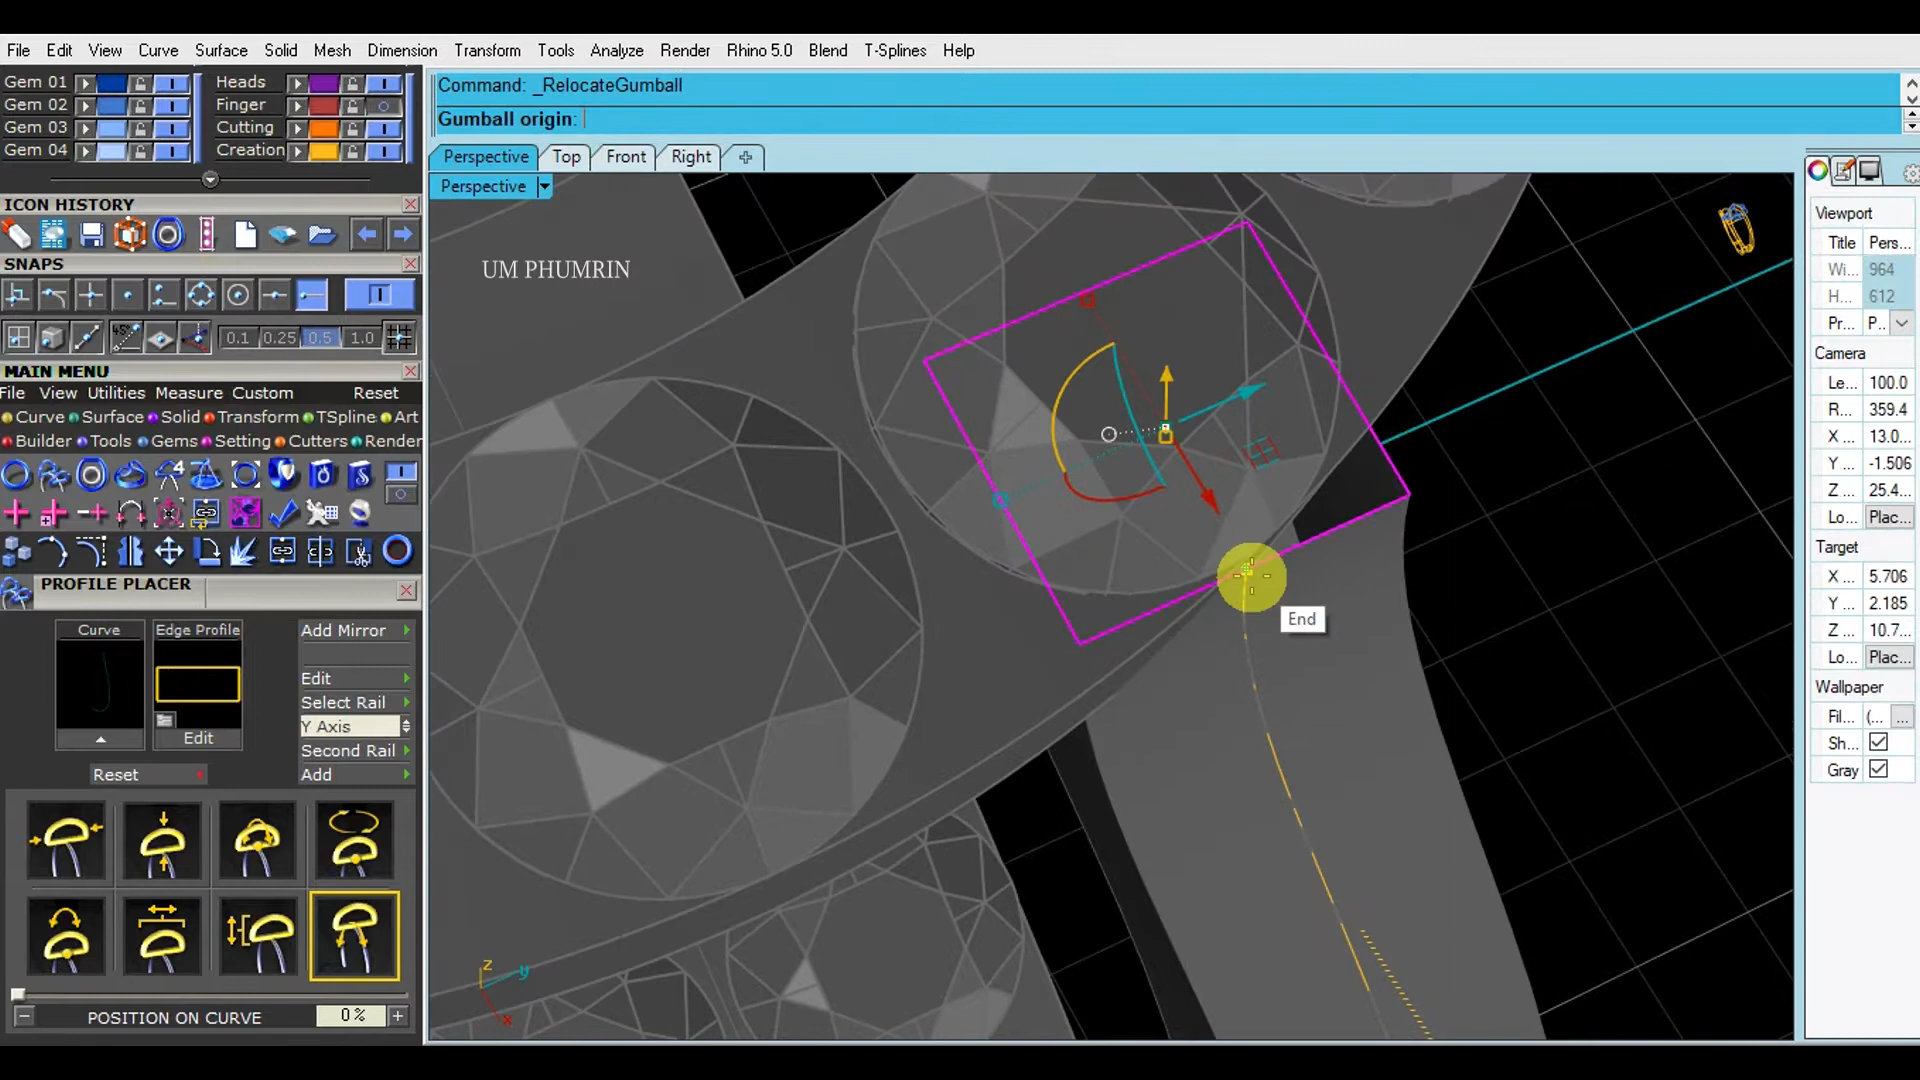 File Edit View Curve Surface Solid Mesh Dimension Transform Tools Analyze Render Rhino 5.0 Blend T-Splines Help
Gem 01 Heads
Gem 02 Finger
Gem 03 Cutting
Gem 04 Creation
Command: _RelocateGumball
Gumball origin:
Perspective Top Front Right
Perspective
ICON HISTORY
SNAPS
45°
0.1 0.25 0.5 1.0
MAIN MENU
File View Utilities Measure Custom Reset
Curve Surface Solid Transform TSpline Art
Builder Tools Gems Setting Cutters Render
PROFILE PLACER
Curve Edge Profile Add Mirror
Edit
Select Rail
Y Axis
Edit Second Rail
Reset Add
POSITION ON CURVE 0 %
UM PHUMRIN
End
z y x
Viewport
Title Pers...
Wi... 964
H... 612
Pr... P..
Camera
Le... 100.0
R... 359.4
X ... 13.0
Y ... -1.506
Z ... 25.4
Lo... Plac...
Target
X ... 5.706
Y ... 2.185
Z ... 10.7
Lo... Plac...
Wallpaper
Fil... (... ...
Sh...
Gray